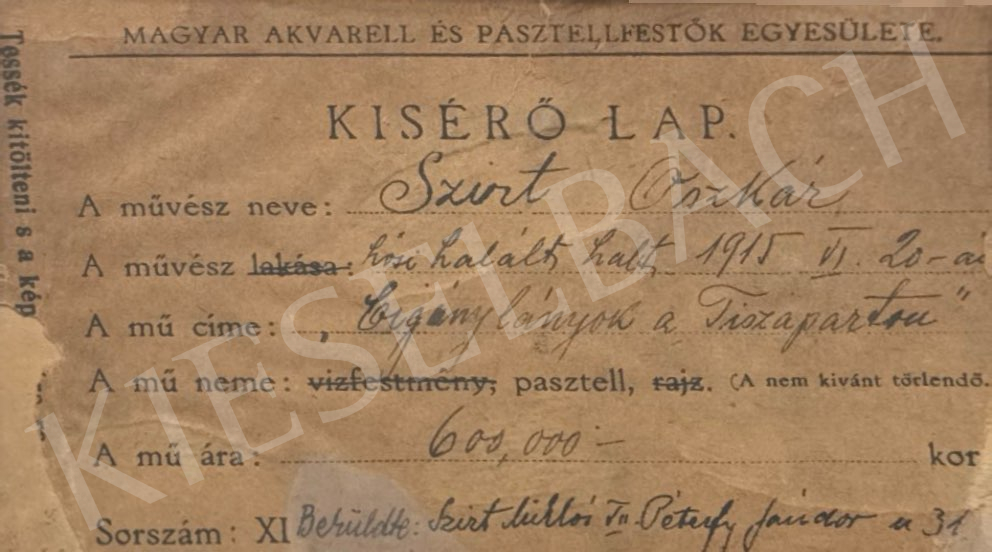 MAGYAR AKVARELL ÉS PASZTELLFESTŐK EGYESÜLETE.
KISÉRŐ LAP.
A művész neve: Szirt Oszkár
A művész lakása: hősi halált halt 1915 VI. 20-án
A mű címe: „Cigánylányok a Tiszaparton"
A mű neme: vizfestmény, pasztell, rajz. (A nem kivánt törlendő.
A mű ára: 600,000.- kor
Sorszám: XI Beküldte: Szirt Miklós Péterfy Sándor u 31
Tessék kitölteni s a kép
KIESELBACH